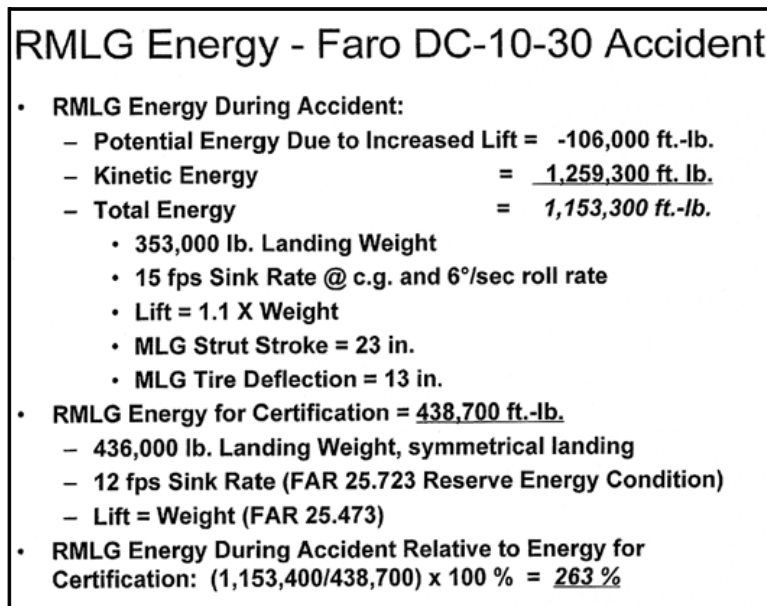 RMLG Energy - Faro DC-10-30 Accident
• RMLG Energy During Accident:
– Potential Energy Due to Increased Lift = -106,000 ft.-lb.
– Kinetic Energy = 1,259,300 ft. lb.
– Total Energy = 1,153,300 ft.-lb.
• 353,000 lb. Landing Weight
• 15 fps Sink Rate @ c.g. and 6°/sec roll rate
• Lift = 1.1 X Weight
• MLG Strut Stroke = 23 in.
• MLG Tire Deflection = 13 in.
• RMLG Energy for Certification = 438,700 ft.-lb.
– 436,000 lb. Landing Weight, symmetrical landing
– 12 fps Sink Rate (FAR 25.723 Reserve Energy Condition)
– Lift = Weight (FAR 25.473)
• RMLG Energy During Accident Relative to Energy for
Certification: (1,153,400/438,700) x 100 % = 263 %